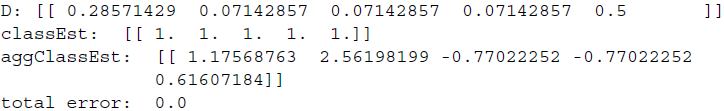 D: [[ 0.28571429 0.07142857 0.07142857 0.07142857 0.5 ]]
classEst: [[ 1. 1. 1. 1. 1.]]
aggClassEst: [[ 1.17568763 2.56198199 -0.77022252 -0.77022252
0.61607184]]
total error: 0.0